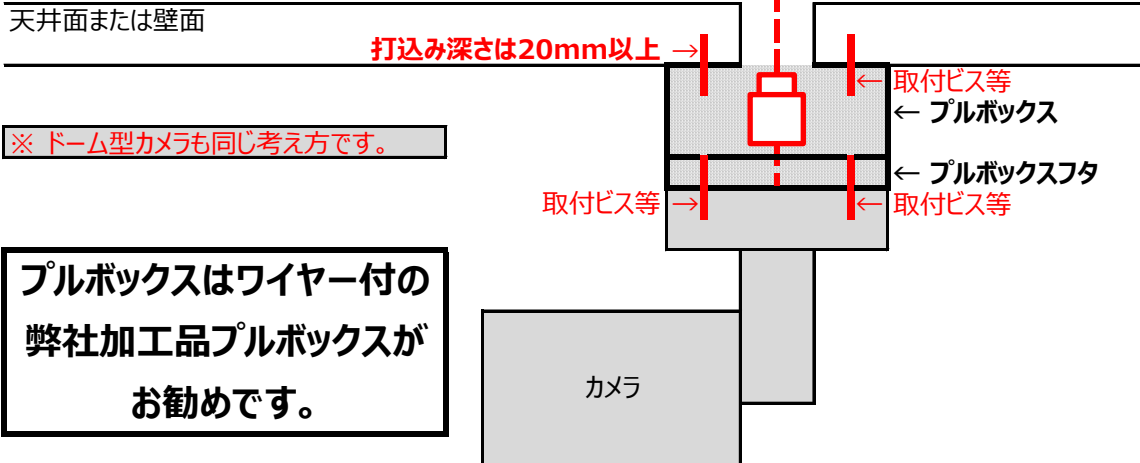 天井面または壁面
打込み深さは20mm以上 →
← 取付ビス等
← プルボックス
※ ドーム型カメラも同じ考え方です。
← プルボックスフタ
取付ビス等 →
← 取付ビス等
プルボックスはワイヤー付の
弊社加工品プルボックスが
お勧めです。
カメラ